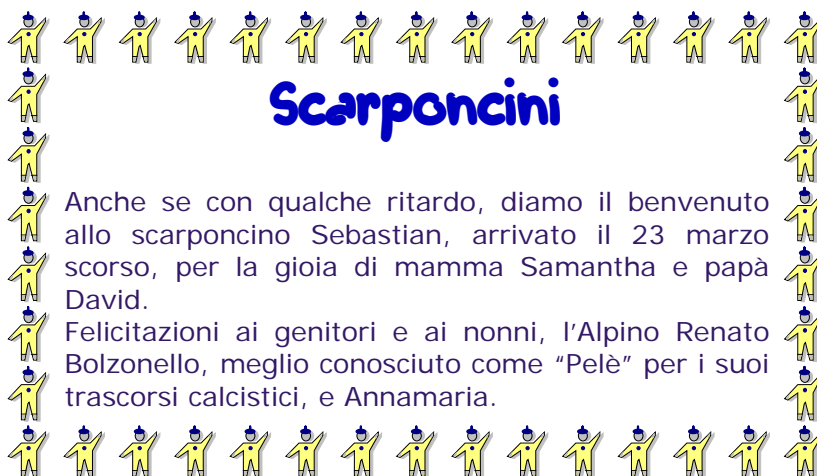 Scarponcini
Anche se con qualche ritardo, diamo il benvenuto
allo scarponcino Sebastian, arrivato il 23 marzo
scorso, per la gioia di mamma Samantha e papà
David.
Felicitazioni ai genitori e ai nonni, l'Alpino Renato
Bolzonello, meglio conosciuto come "Pelè" per i suoi
trascorsi calcistici, e Annamaria.